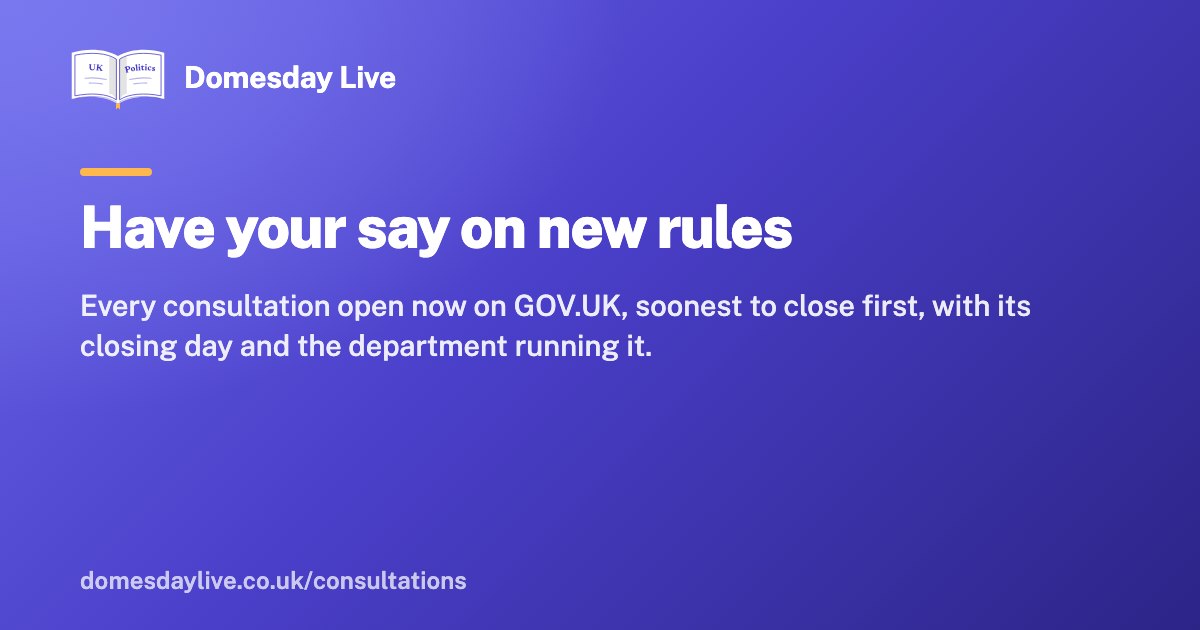 UK
Politics
Domesday Live
Have your say on new rules
Every consultation open now on GOV.UK, soonest to close first, with its
closing day and the department running it.
domesdaylive.co.uk/consultations